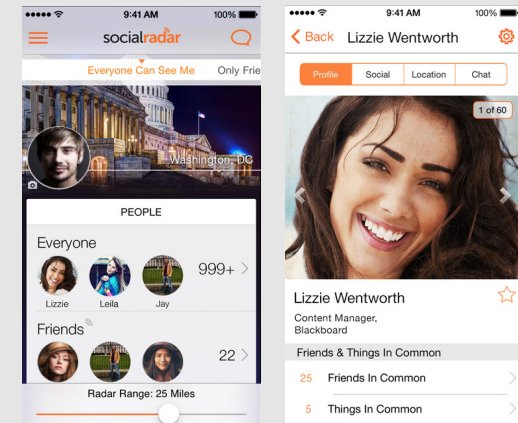 9:41 AM 100%
socialradar
Everyone Can See Me Only Frie
Washington, DC
PEOPLE
Everyone
999+
Lizzie Leila Jay
Friends
22
Radar Range: 25 Miles
9:41 AM 100%
Back Lizzie Wentworth
Profile Social Location Chat
1 of 60
Lizzie Wentworth
Content Manager,
Blackboard
Friends & Things In Common
25 Friends In Common
5 Things In Common